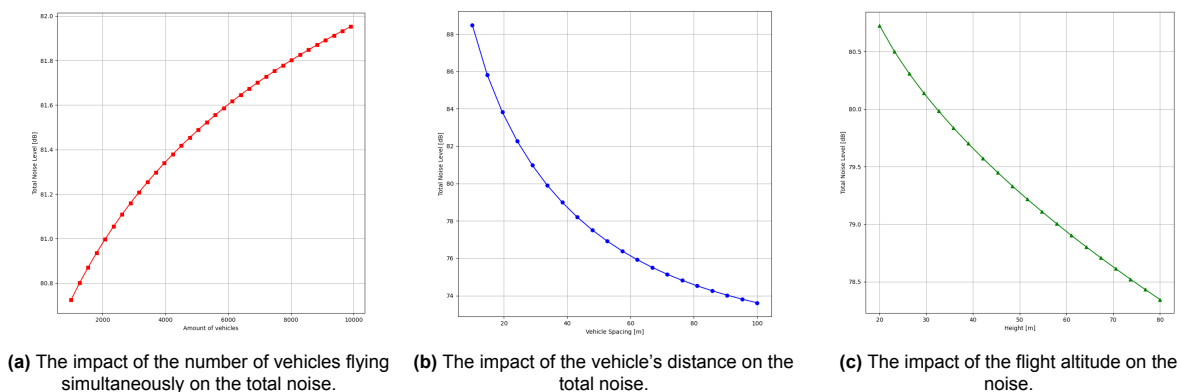 82.0
81.8
81.6
81.4
81.2
81.0
80.8
Total Noise Level [dB]
2000 4000 6000 8000 10000
Amount of vehicles
88
86
84
82
80
78
76
74
Total Noise Level [dB]
20 40 60 80 100
Vehicle Spacing [m]
80.5
80.0
79.5
79.0
78.5
Total Noise Level [dB]
20 30 40 50 60 70 80
Height [m]
(a) The impact of the number of vehicles flying
simultaneously on the total noise.
(b) The impact of the vehicle's distance on the
total noise.
(c) The impact of the flight altitude on the
noise.